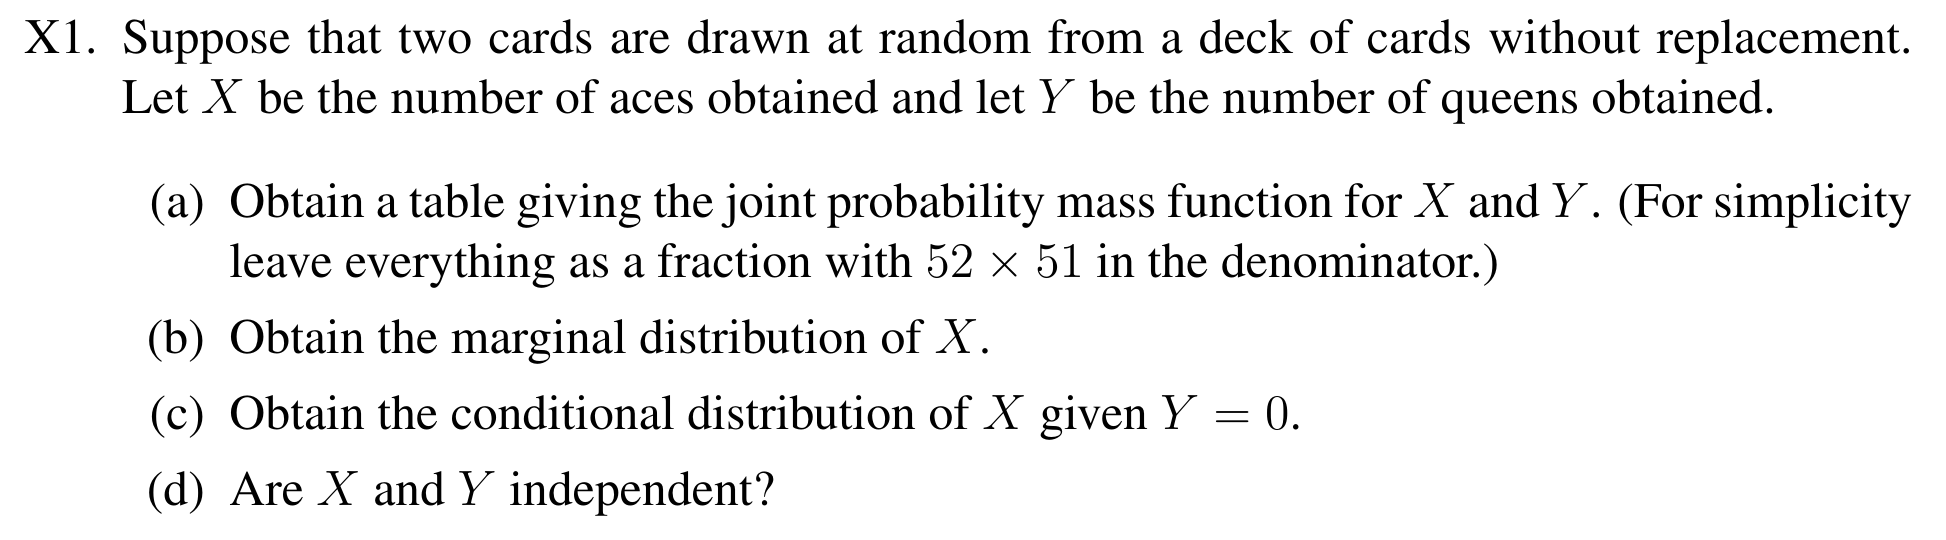 X1. Suppose that two cards are drawn at random from a deck of cards without replacement.
Let X be the number of aces obtained and let Y be the number of queens obtained.
(a) Obtain a table giving the joint probability mass function for X and Y. (For simplicity
leave everything as a fraction with 52 × 51 in the denominator.)
(b) Obtain the marginal distribution of X.
(c) Obtain the conditional distribution of X given Y = 0.
(d) Are X and Y independent?